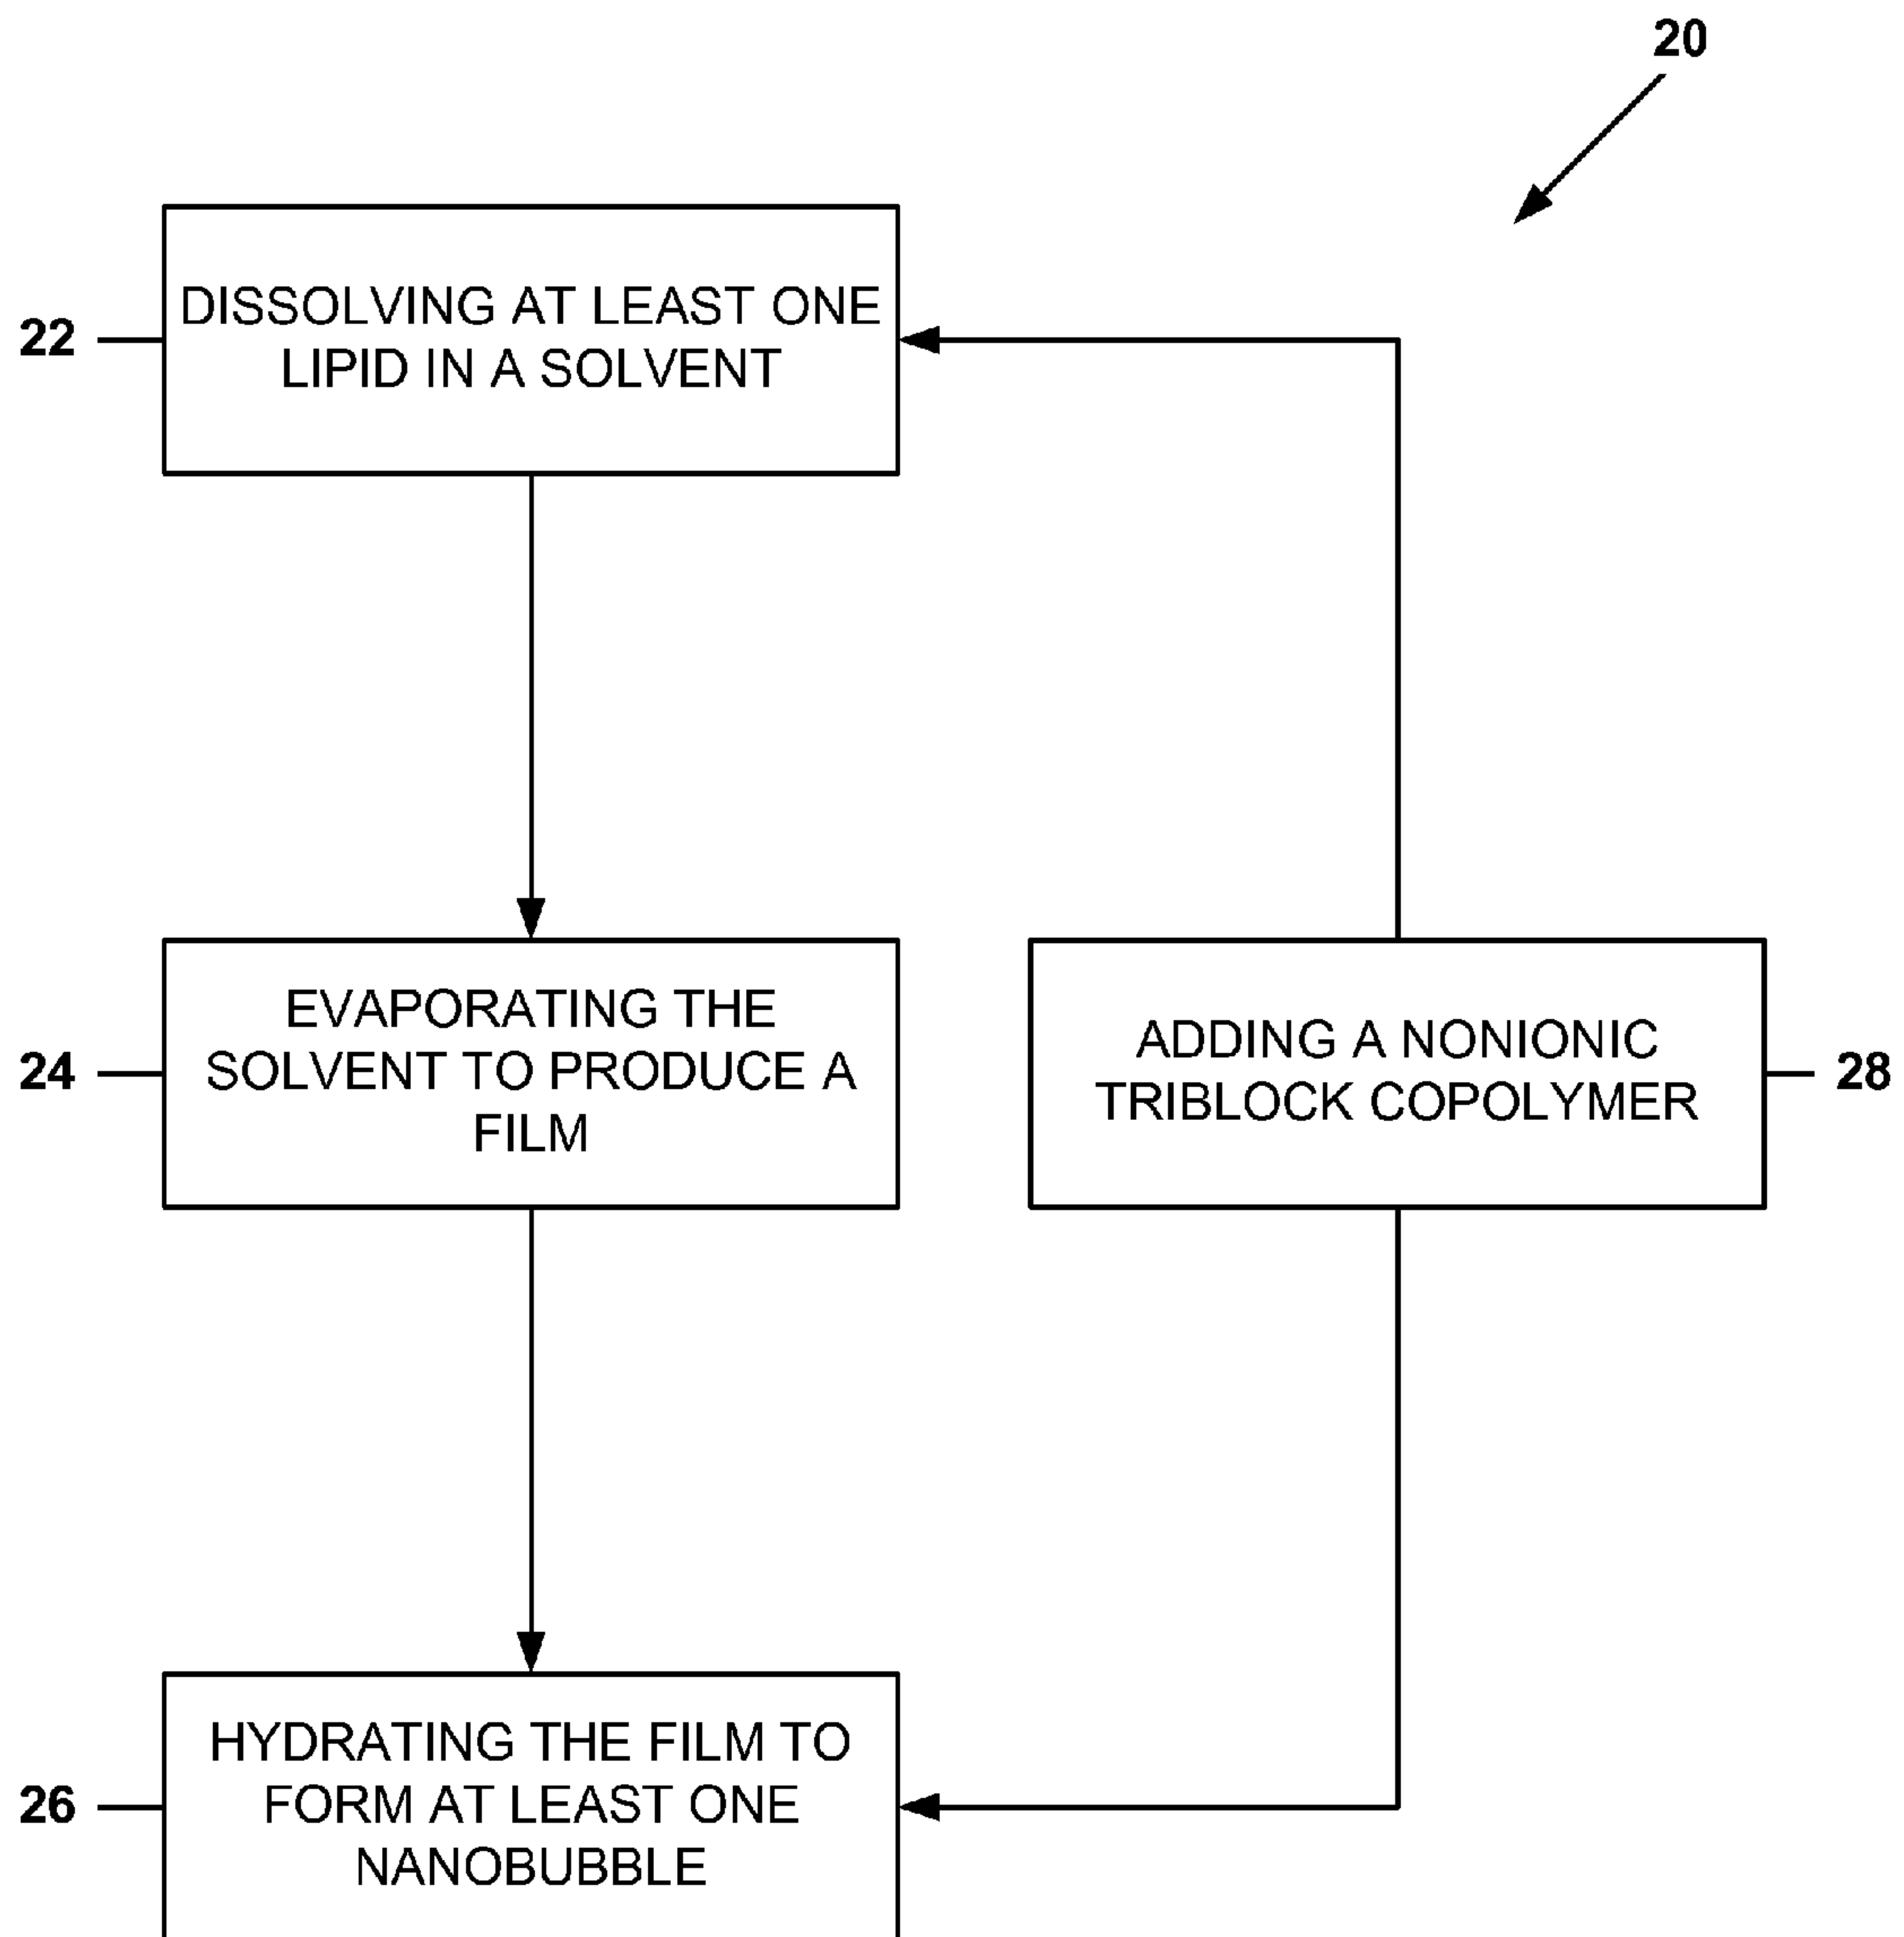 20
22
DISSOLVING AT LEAST ONE
LIPID IN A SOLVENT
24
EVAPORATING THE
SOLVENT TO PRODUCE A
FILM
ADDING A NONIONIC
TRIBLOCK COPOLYMER
28
26
HYDRATING THE FILM TO
FORM AT LEAST ONE
NANOBUBBLE